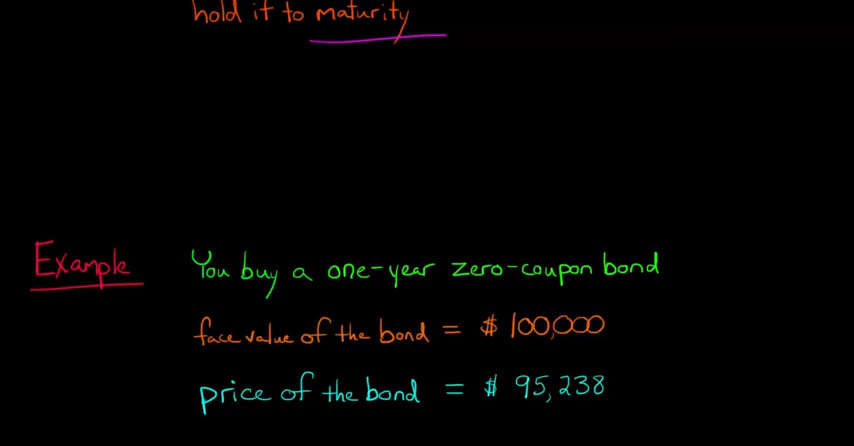 hold it to maturity
Example You buy a one-year zero-coupon bond
face value of the bond = $ 100,000
price of the bond = $ 95,238